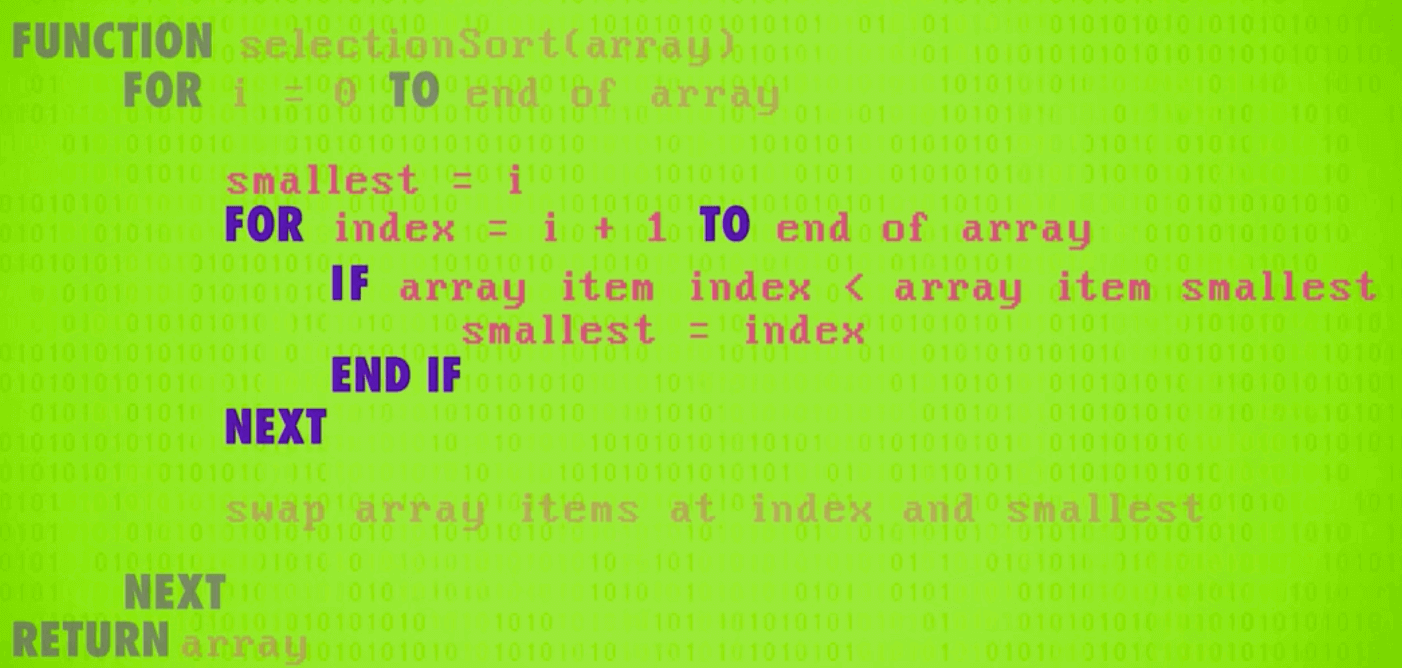 FUNCTION selectionSort(array)
FOR i = 0 TO end of array
smallest = i
FOR index = i + 1 TO end of array
IF array item index < array item smallest
smallest = index
END IF
NEXT
swap array items at index and smallest
NEXT
RETURN array